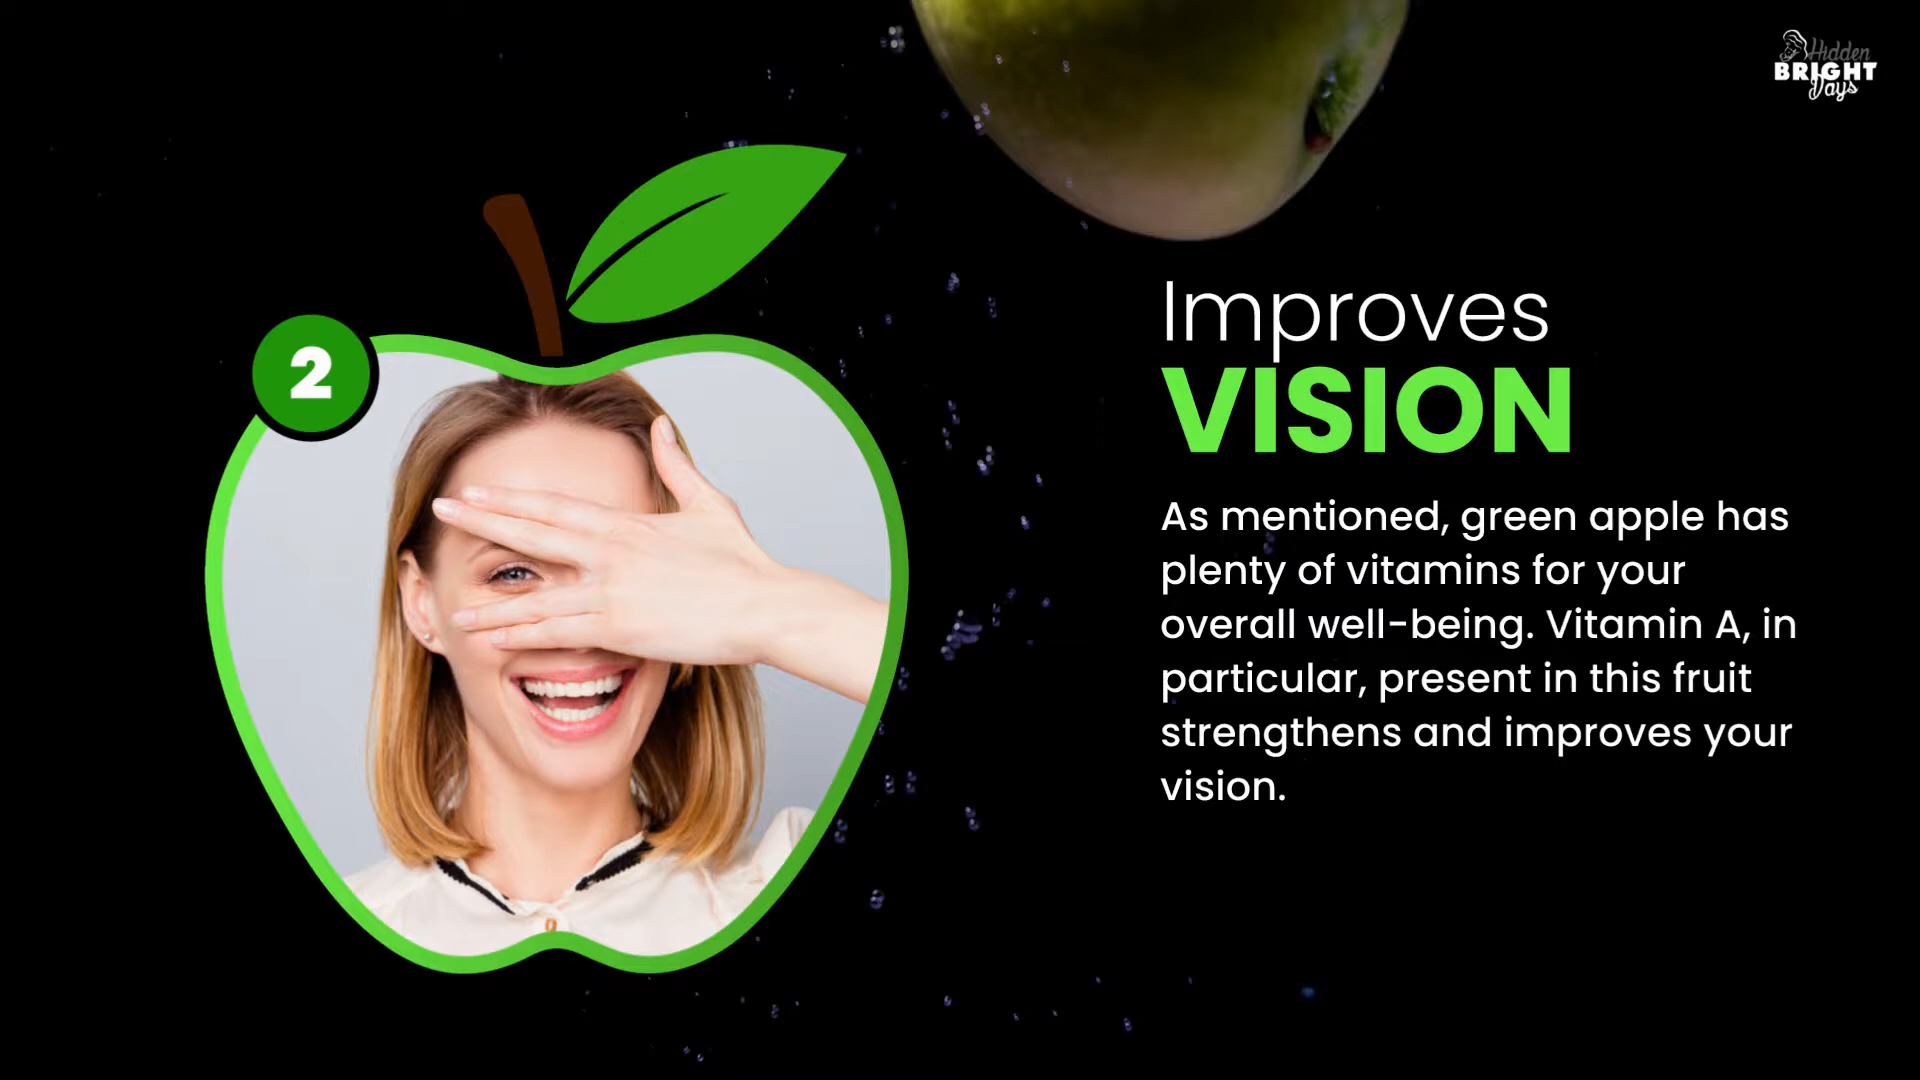 Hidden
BRIGHT
Days
2
Improves
VISION
As mentioned, green apple has
plenty of vitamins for your
overall well-being. Vitamin A, in
particular, present in this fruit
strengthens and improves your
vision.